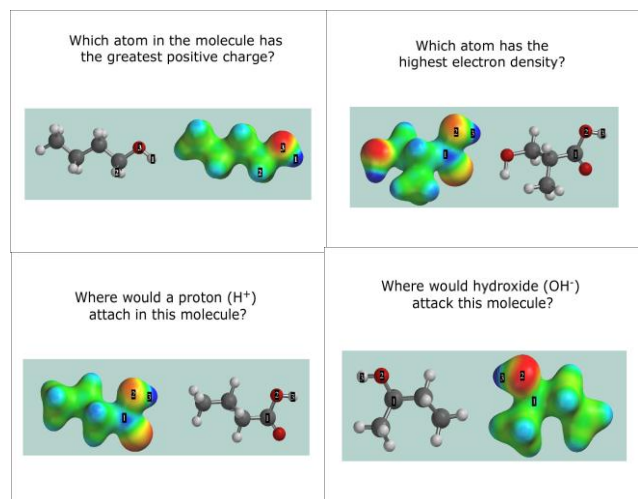 Which atom in the molecule has
the greatest positive charge?
Which atom has the
highest electron density?
Where would a proton (H⁺)
attach in this molecule?
Where would hydroxide (OH⁻)
attack this molecule?